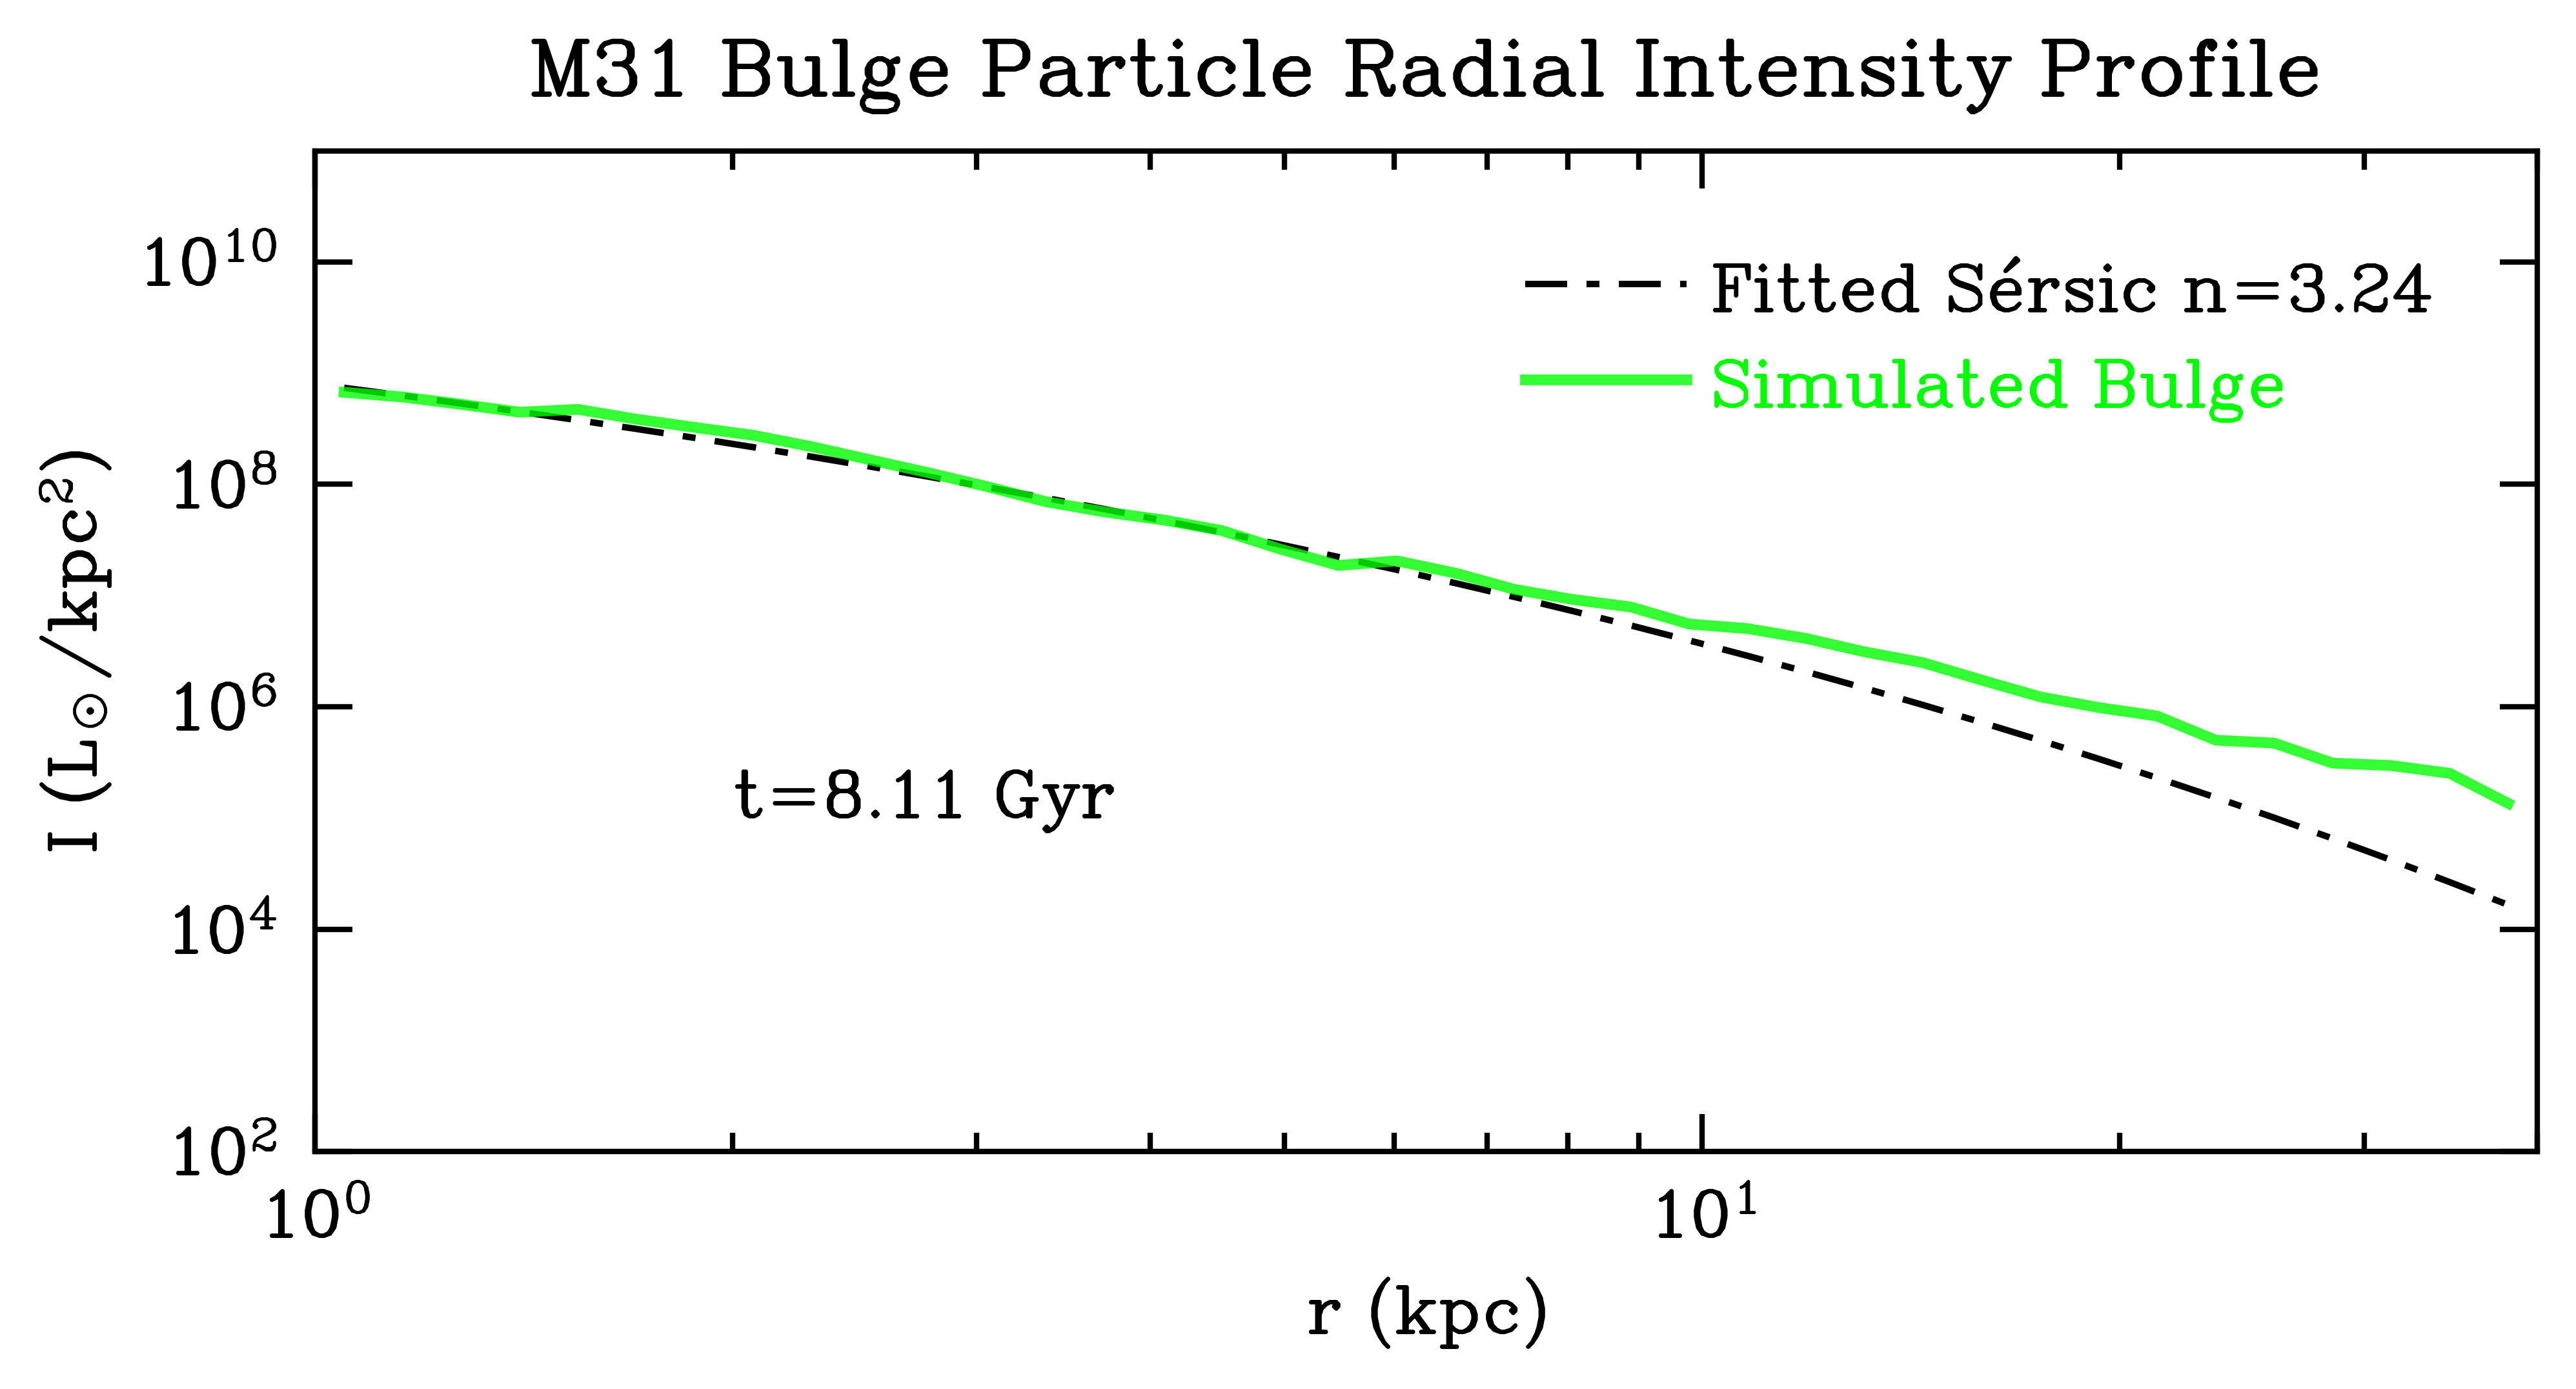 M31 Bulge Particle Radial Intensity Profile
10¹⁰
10⁸
10⁶
10⁴
10²
I (L☉/kpc²)
Fitted Sérsic n=3.24
Simulated Bulge
t=8.11 Gyr
10⁰ 10¹
r (kpc)